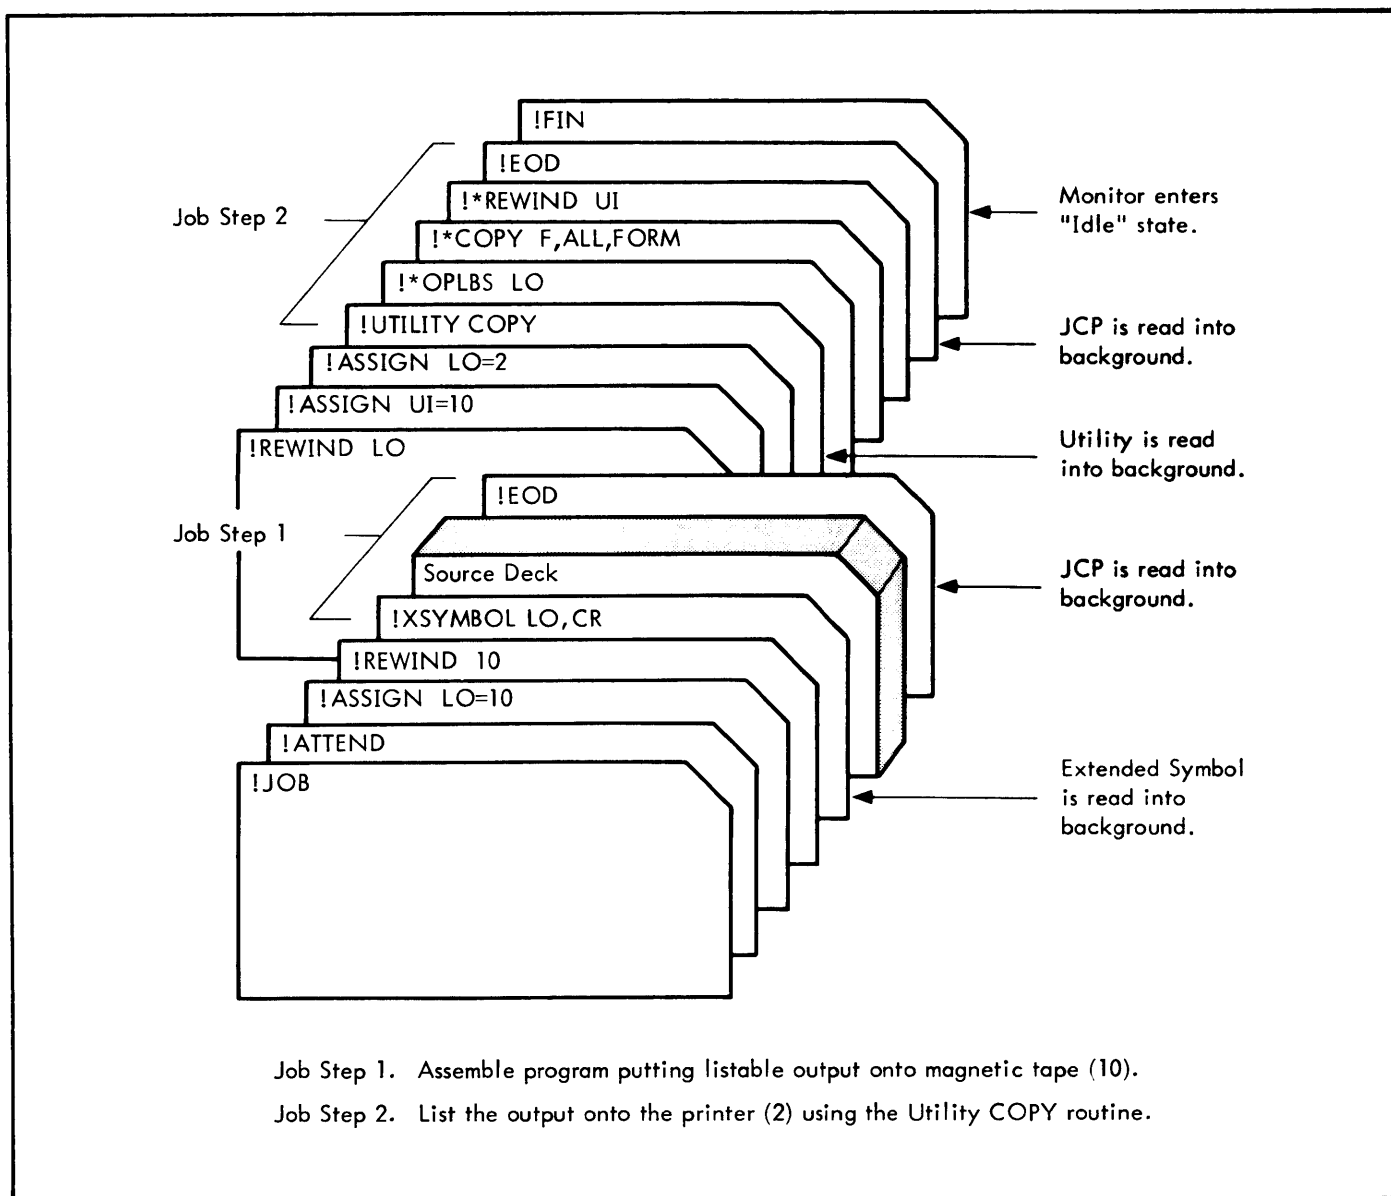 !FIN
!EOD
!*REWIND UI
!*COPY F,ALL,FORM
!*OPLBS LO
!UTILITY COPY
!ASSIGN LO=2
!ASSIGN UI=10
!REWIND LO
Job Step 2
Monitor enters
"Idle" state.
JCP is read into
background.
Utility is read
into background.
!EOD
Source Deck
!XSYMBOL LO,CR
!REWIND 10
!ASSIGN LO=10
!ATTEND
!JOB
Job Step 1
JCP is read into
background.
Extended Symbol
is read into
background.
Job Step 1. Assemble program putting listable output onto magnetic tape (10).
Job Step 2. List the output onto the printer (2) using the Utility COPY routine.